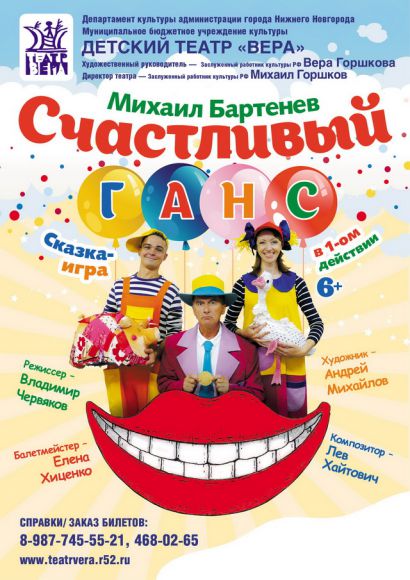 Департамент культуры администрации города Нижнего Новгорода
Муниципальное бюджетное учреждение культуры
ДЕТСКИЙ ТЕАТР «ВЕРА»
Художественный руководитель — Заслуженный работник культуры РФ Вера Горшкова
Директор театра — Заслуженный работник культуры РФ Михаил Горшков
ТЕАТР
ВЕРА
Михаил Бартенев
Счастливый
ГАНС
Сказка-
игра
в 1-ом
действии
6+
Режиссер -
Владимир
Червяков
Художник -
Андрей
Михайлов
Балетмейстер -
Елена
Хиценко
Композитор -
Лев
Хайтович
СПРАВКИ/ ЗАКАЗ БИЛЕТОВ:
8-987-745-55-21, 468-02-65
www.teatrvera.r52.ru